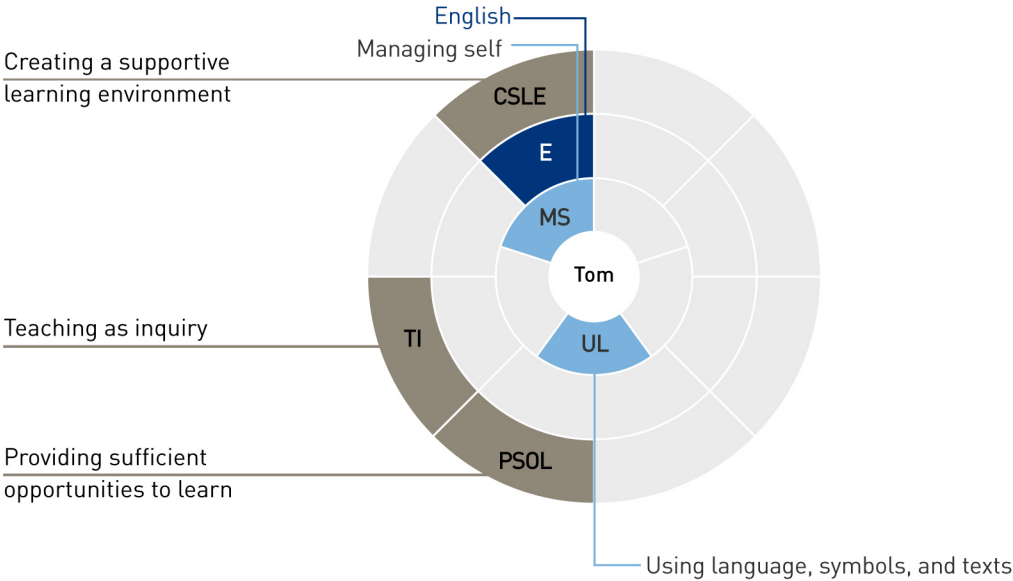 English
Managing self
Creating a supportive
learning environment
CSLE
E
MS
Tom
Teaching as inquiry
TI
UL
Providing sufficient
opportunities to learn
PSOL
Using language, symbols, and texts